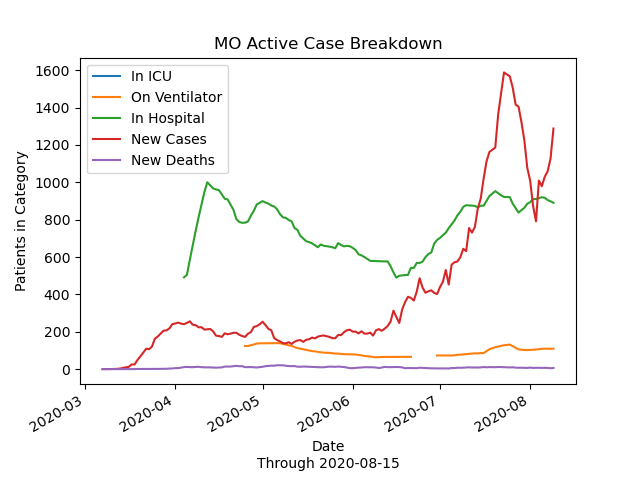 MO Active Case Breakdown
In ICU
On Ventilator
In Hospital
New Cases
New Deaths
Patients in Category
1600
1400
1200
1000
800
600
400
200
0
2020-03
2020-04
2020-05
2020-06
2020-07
2020-08
Date
Through 2020-08-15